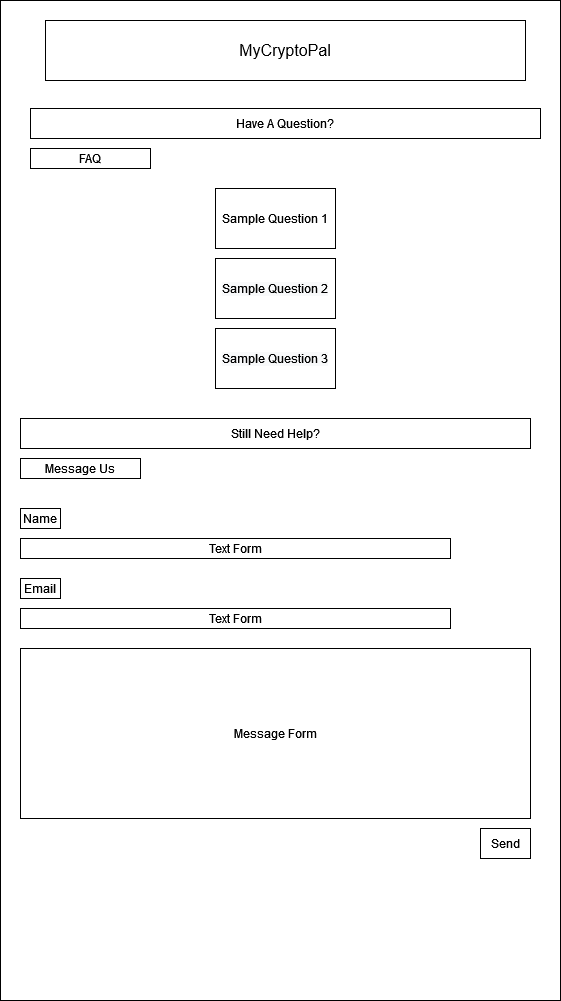 MyCryptoPal
Have A Question?
FAQ
Sample Question 1
Sample Question 2
Sample Question 3
Still Need Help?
Message Us
Name
Text Form
Email
Text Form
Message Form
Send